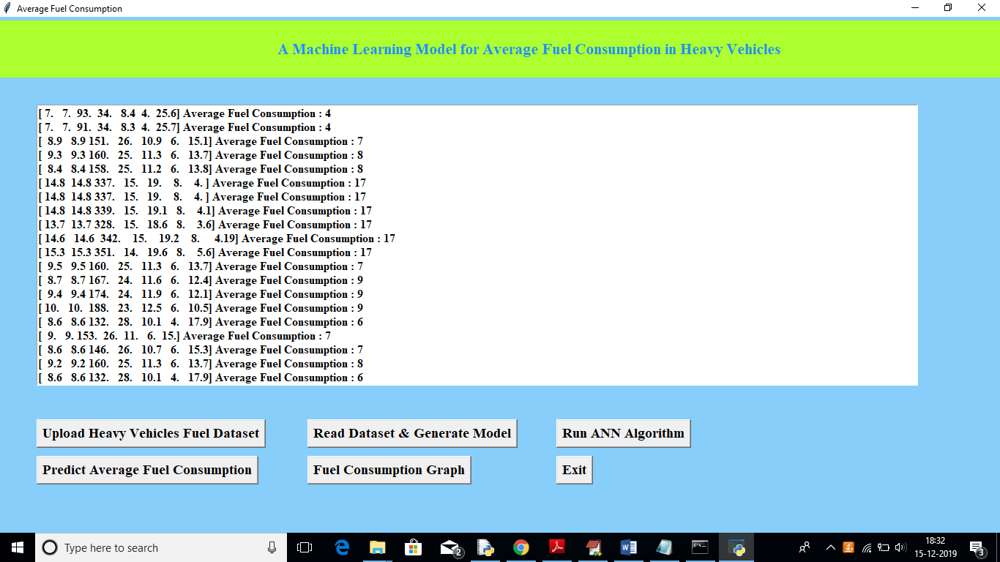 Average Fuel Consumption
A Machine Learning Model for Average Fuel Consumption in Heavy Vehicles
[ 7. 7. 93. 34. 8.4 4. 25.6] Average Fuel Consumption : 4
[ 7. 7. 91. 34. 8.3 4. 25.7] Average Fuel Consumption : 4
[ 8.9 8.9 151. 26. 10.9 6. 15.1] Average Fuel Consumption : 7
[ 9.3 9.3 160. 25. 11.3 6. 13.7] Average Fuel Consumption : 8
[ 8.4 8.4 158. 25. 11.2 6. 13.8] Average Fuel Consumption : 8
[ 14.8 14.8 337. 15. 19. 8. 4. ] Average Fuel Consumption : 17
[ 14.8 14.8 337. 15. 19. 8. 4. ] Average Fuel Consumption : 17
[ 14.8 14.8 339. 15. 19.1 8. 4.1] Average Fuel Consumption : 17
[ 13.7 13.7 328. 15. 18.6 8. 3.6] Average Fuel Consumption : 17
[ 14.6 14.6 342. 15. 19.2 8. 4.19] Average Fuel Consumption : 17
[ 15.3 15.3 351. 14. 19.6 8. 5.6] Average Fuel Consumption : 17
[ 9.5 9.5 160. 25. 11.3 6. 13.7] Average Fuel Consumption : 7
[ 8.7 8.7 167. 24. 11.6 6. 12.4] Average Fuel Consumption : 9
[ 9.4 9.4 174. 24. 11.9 6. 12.1] Average Fuel Consumption : 9
[ 10. 10. 188. 23. 12.5 6. 10.5] Average Fuel Consumption : 9
[ 8.6 8.6 132. 28. 10.1 4. 17.9] Average Fuel Consumption : 6
[ 9. 9. 153. 26. 11. 6. 15.] Average Fuel Consumption : 7
[ 8.6 8.6 146. 26. 10.7 6. 15.3] Average Fuel Consumption : 7
[ 9.2 9.2 160. 25. 11.3 6. 13.7] Average Fuel Consumption : 8
[ 8.6 8.6 132. 28. 10.1 4. 17.9] Average Fuel Consumption : 6
Upload Heavy Vehicles Fuel Dataset Read Dataset & Generate Model Run ANN Algorithm
Predict Average Fuel Consumption Fuel Consumption Graph Exit
Type here to search 2 18:32
15-12-2019 3